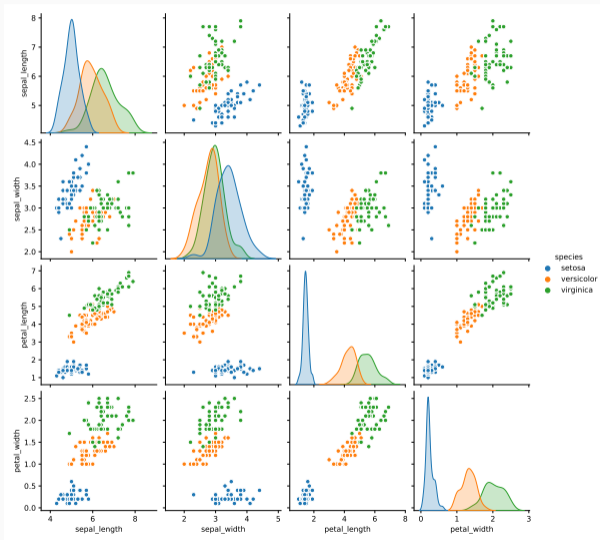 sepal_length
8
7
6
5
sepal_width
4.5
4.0
3.5
3.0
2.5
2.0
species
setosa
versicolor
virginica
petal_length
7
6
5
4
3
2
1
petal_width
2.5
2.0
1.5
1.0
0.5
0.0
4 6 8
2 3 4 5
2 4 6 8
0 1 2 3
sepal_length
sepal_width
petal_length
petal_width